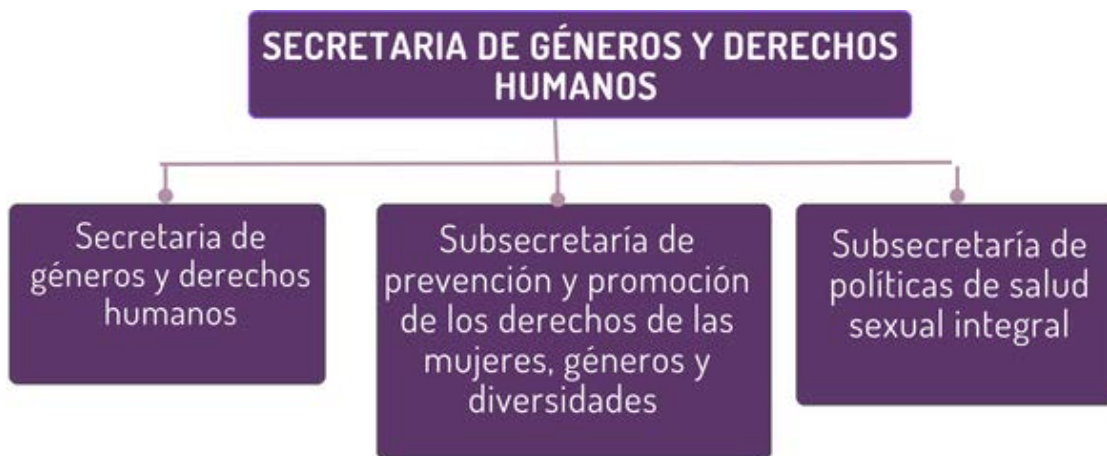 SECRETARIA DE GÉNEROS Y DERECHOS
HUMANOS
Secretaria de
géneros y derechos
humanos
Subsecretaría de
prevención y promoción
de los derechos de las
mujeres, géneros y
diversidades
Subsecretaría de
políticas de salud
sexual integral